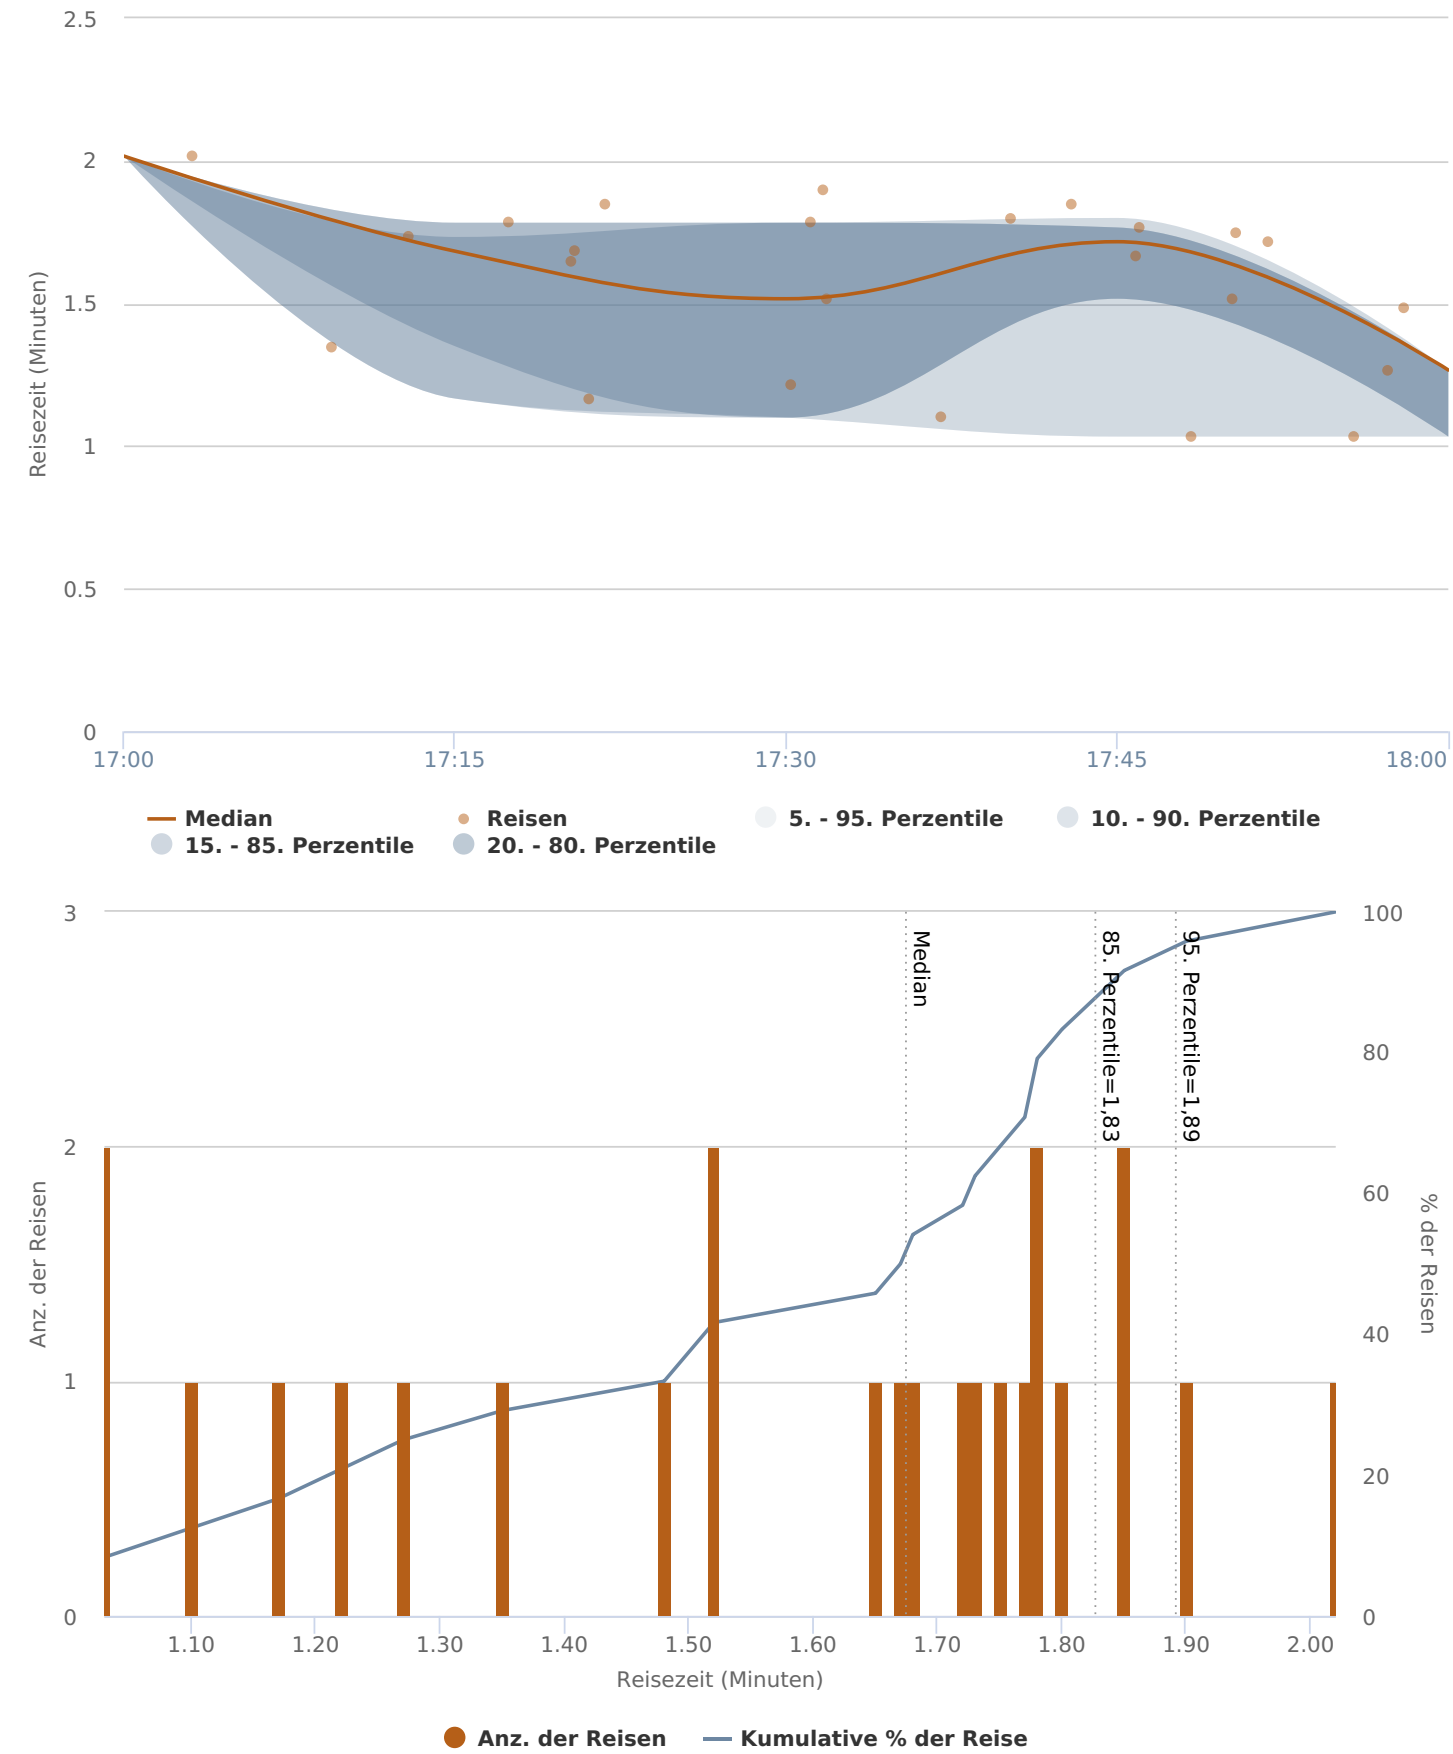 2.5
2
1.5
1
0.5
0
Reisezeit (Minuten)
17:00 17:15 17:30 17:45 18:00
Median Reisen 5. - 95. Perzentile 10. - 90. Perzentile
15. - 85. Perzentile 20. - 80. Perzentile
3
2
1
0
Anz. der Reisen
Median
85. Perzentile=1,83
95. Perzentile=1,89
100
80
60
40
20
0
% der Reisen
1.10 1.20 1.30 1.40 1.50 1.60 1.70 1.80 1.90 2.00
Reisezeit (Minuten)
Anz. der Reisen Kumulative % der Reise